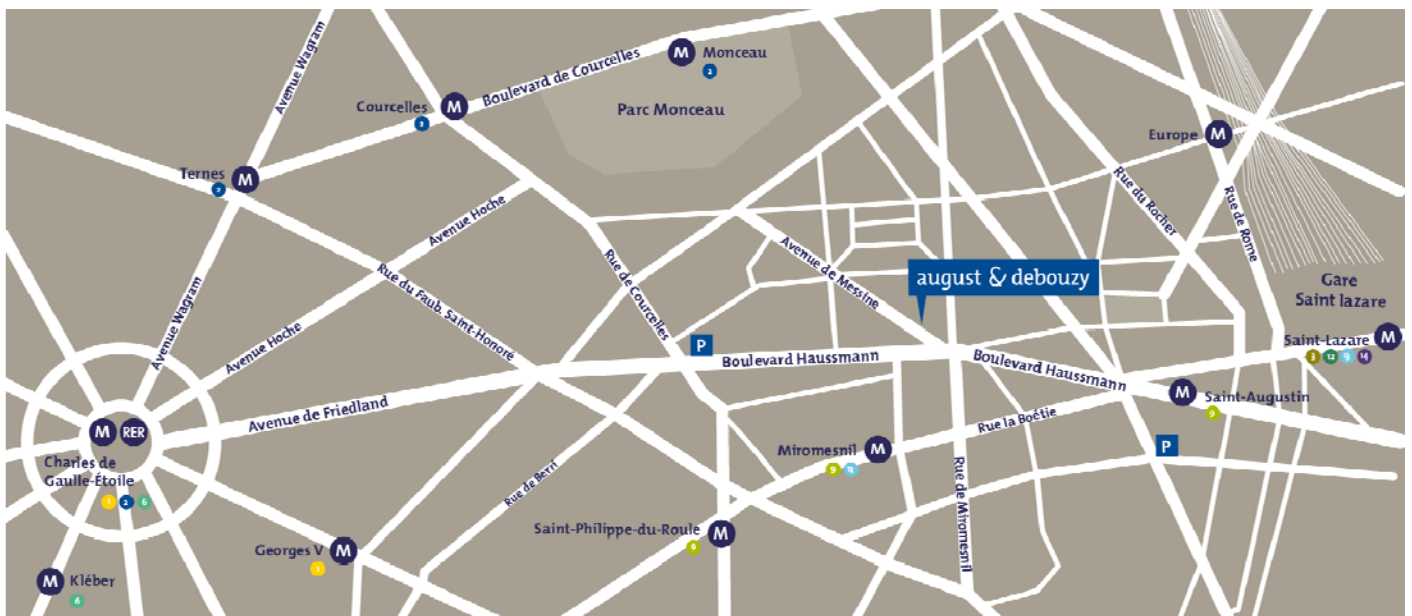 Avenue Wagram
Boulevard de Courcelles
M
Monceau
2
Parc Monceau
Courcelles
M
2
Europe
M
Ternes
M
2
Rue du Rocher
Rue de Rome
Avenue Hoche
Rue du Faub. Saint-Honoré
Rue de Courcelles
Avenue de Messine
august & debouzy
Gare
Saint lazare
Avenue Wagram
Avenue Hoche
P
Boulevard Haussmann
Boulevard Haussmann
Saint-Lazare
M
3
12
13
14
Avenue de Friedland
M
Saint-Augustin
9
M
RER
Charles de
Gaulle-Étoile
1
2
6
Rue de Berri
Miromesnil
M
9
13
Rue la Boétie
P
Rue de Miromesnil
Saint-Philippe-du-Roule
M
Georges V
M
1
M
Kléber
6